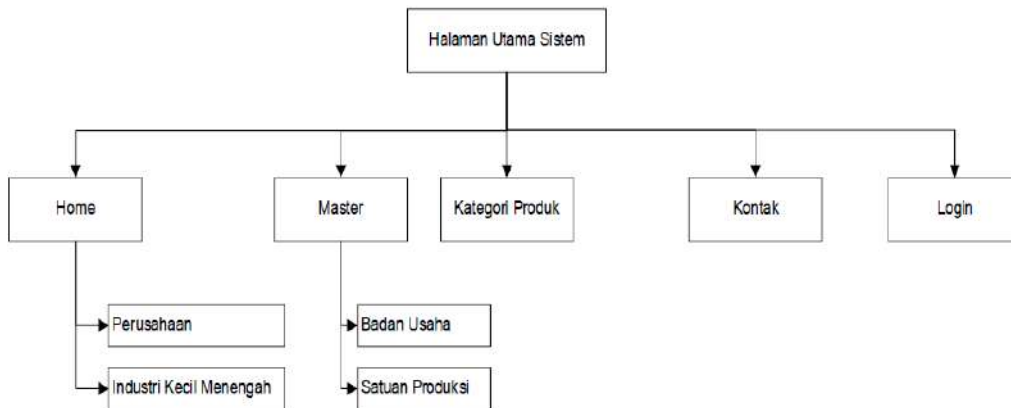 Halaman Utama Sistem
Home
Master
Kategori Produk
Kontak
Login
Perusahaan
Badan Usaha
Industri Kecil Menengah
Satuan Produksi